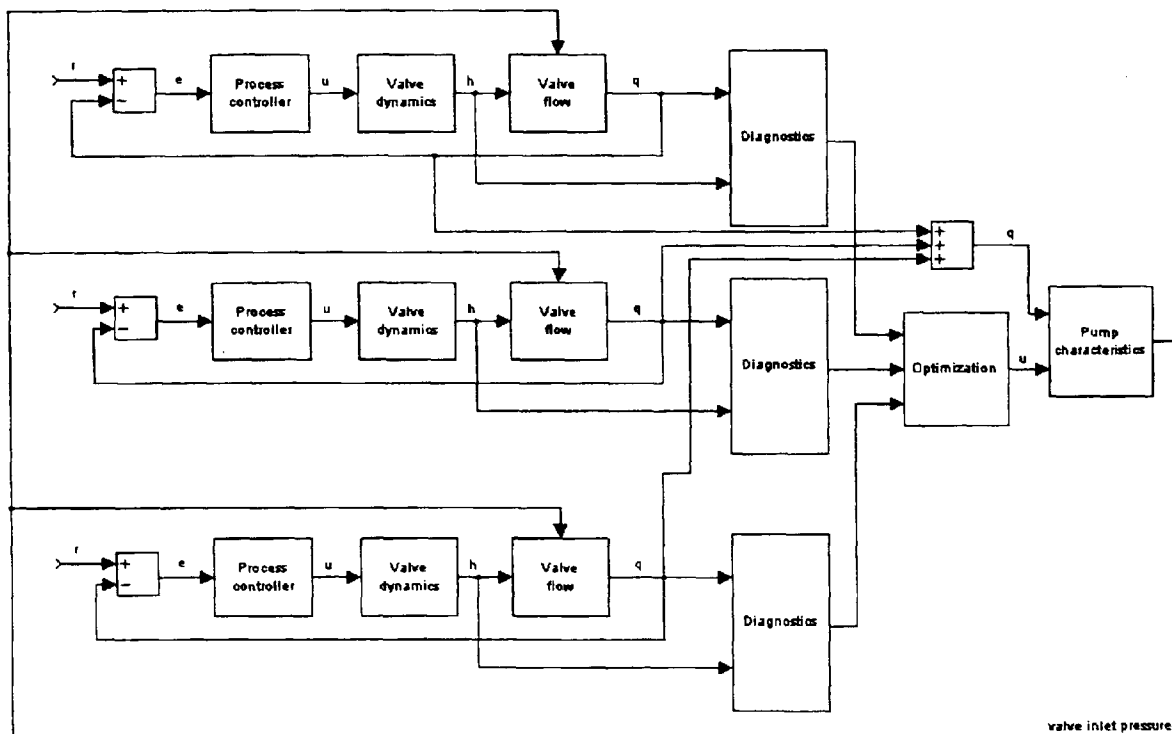 r
+
−
e
Process
controller
u
Valve
dynamics
h
Valve
flow
q
Diagnostics
+
+
+
q
r
+
−
e
Process
controller
u
Valve
dynamics
h
Valve
flow
q
Diagnostics
Optimization
u
Pump
characteristics
r
+
−
e
Process
controller
u
Valve
dynamics
h
Valve
flow
q
Diagnostics
valve inlet pressure